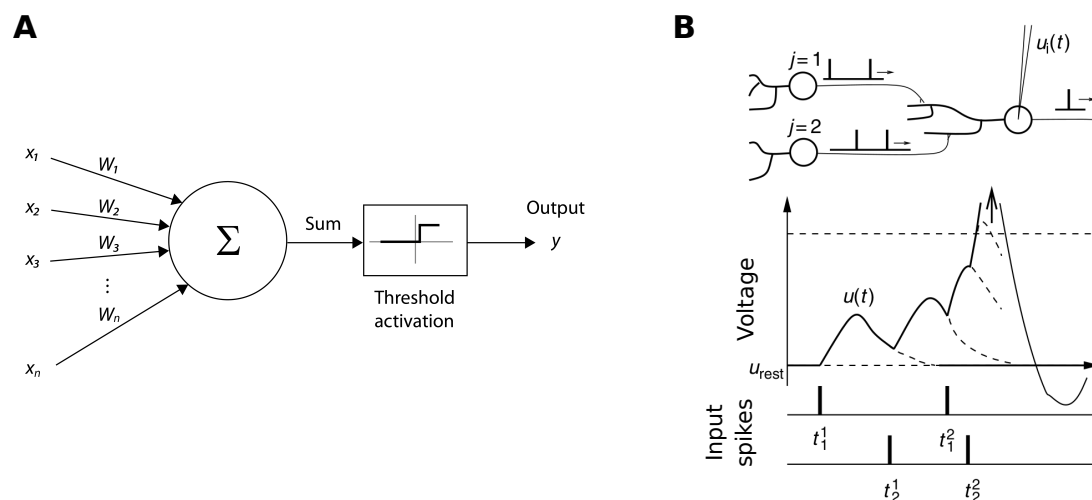 A
x1
W1
x2
W2
x3
W3
⋮
Wn
xn
Σ
Sum
Threshold
activation
Output
y
B
j=1
ui(t)
j=2
Voltage
u(t)
urest
Input
spikes
t11
t12
t21
t22